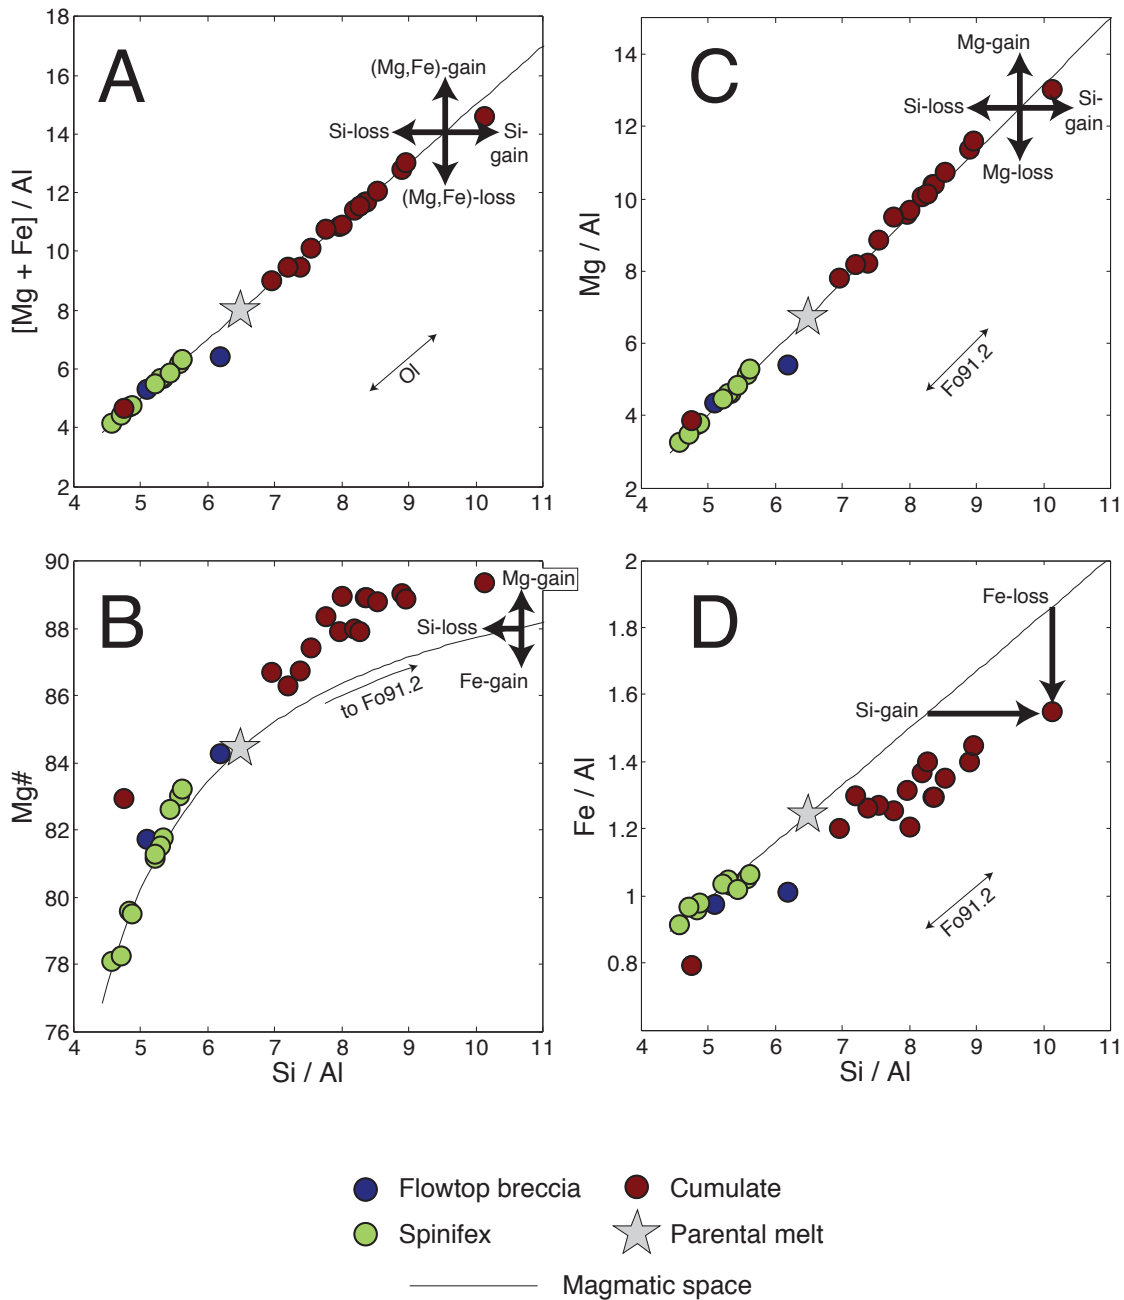 A
18
16
14
12
10
8
6
4
2
[Mg + Fe] / Al
(Mg,Fe)-gain
Si-loss
Si-
gain
(Mg,Fe)-loss
Ol
4 5 6 7 8 9 10 11
C
14
12
10
8
6
4
2
Mg / Al
Mg-gain
Si-loss
Si-
gain
Mg-loss
Fo91.2
4 5 6 7 8 9 10 11
B
90
88
86
84
82
80
78
76
Mg#
Mg-gain
Si-loss
Fe-gain
to Fo91.2
4 5 6 7 8 9 10 11
Si / Al
D
2
1.8
1.6
1.4
1.2
1
0.8
Fe / Al
Fe-loss
Si-gain
Fo91.2
4 5 6 7 8 9 10 11
Si / Al
Flowtop breccia
Cumulate
Spinifex
Parental melt
Magmatic space